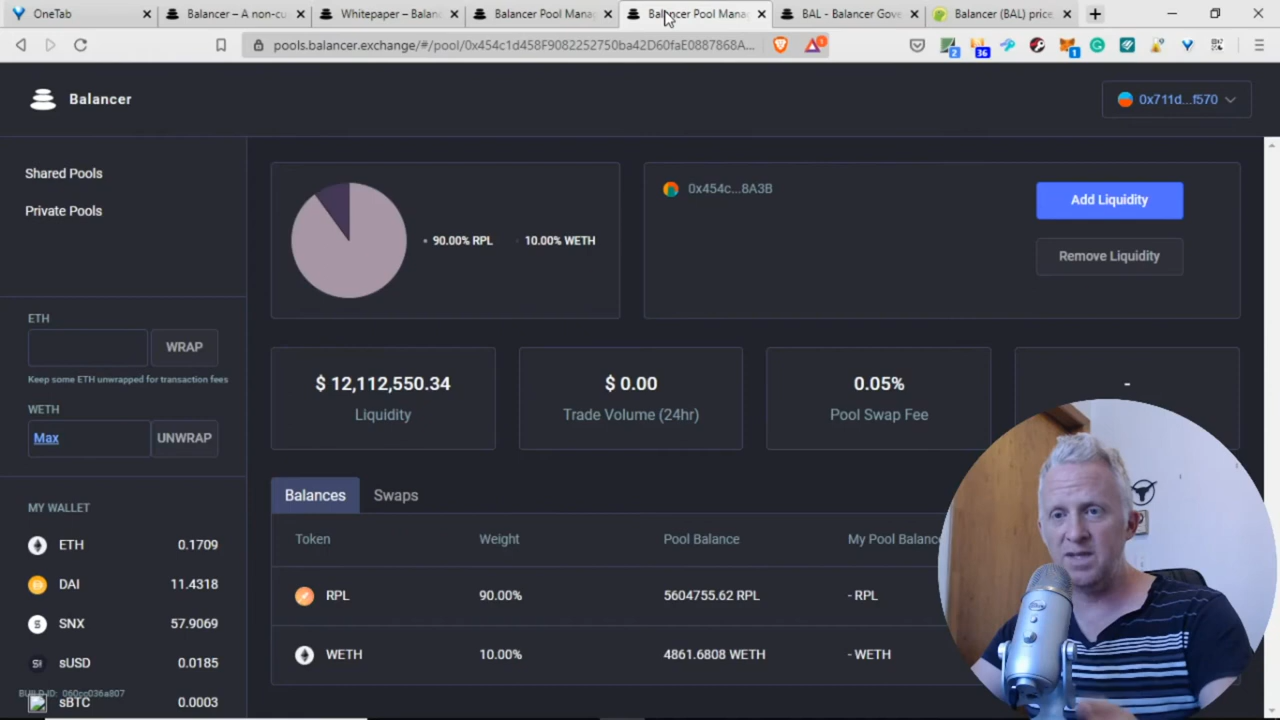 OneTab
Balancer – A non-cu
Whitepaper – Balan
Balancer Pool Mana
Balancer Pool Mana
BAL - Balancer Gov
Balancer (BAL) price
pools.balancer.exchange/#/pool/0x454c1d458F9082252750ba42D60faE0887868A...
2
36
1
1
Balancer
0x711d...f570
Shared Pools
Private Pools
90.00% RPL
10.00% WETH
0x454c...8A3B
Add Liquidity
Remove Liquidity
ETH
WRAP
Keep some ETH unwrapped for transaction fees
WETH
Max
UNWRAP
$ 12,112,550.34
Liquidity
$ 0.00
Trade Volume (24hr)
0.05%
Pool Swap Fee
-
MY WALLET
ETH 0.1709
DAI 11.4318
SNX 57.9069
sUSD 0.0185
sBTC 0.0003
Balances
Swaps
Token Weight Pool Balance My Pool Balance
RPL 90.00% 5604755.62 RPL - RPL
WETH 10.00% 4861.6808 WETH - WETH